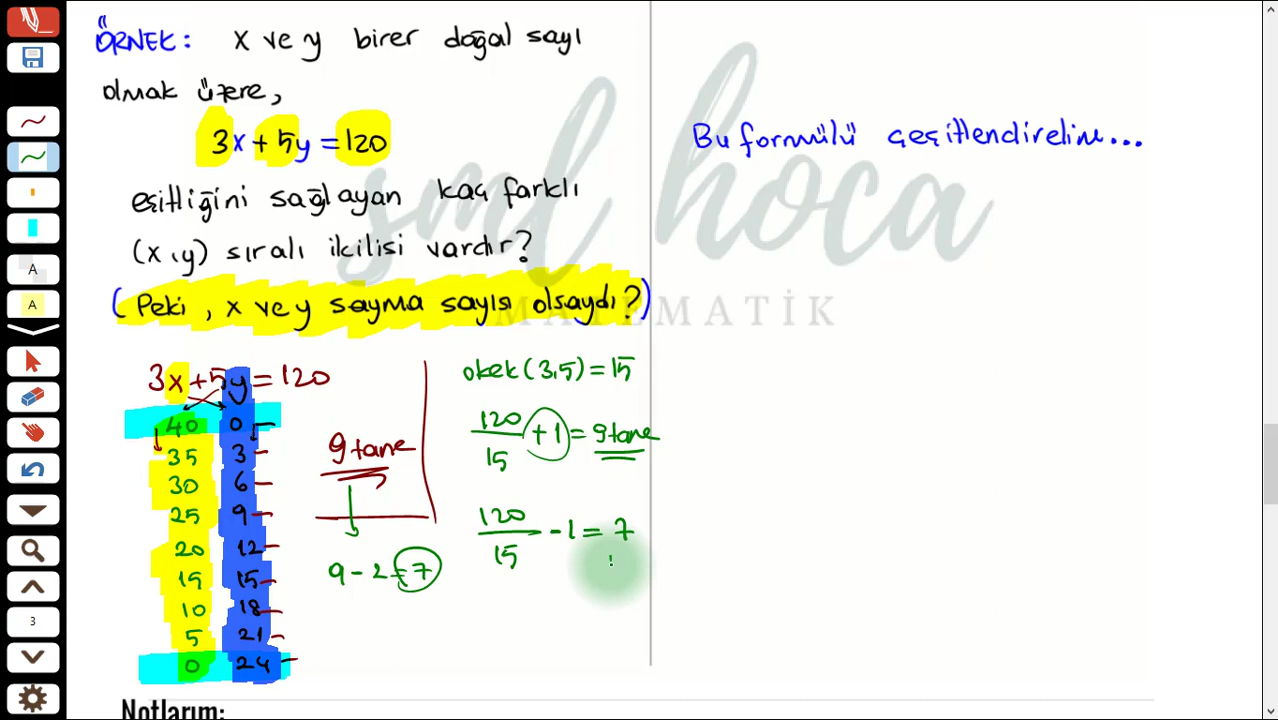 ÖRNEK: x ve y birer doğal sayı
olmak üzere,
3x+5y=120
eşitliğini sağlayan kaç farklı
(x,y) sıralı ikilisi vardır?
(Peki, x ve y sayma sayısı olsaydı?)
3x+5y=120
40 0
35 3
30 6
25 9
20 12
15 15
10 18
5 21
0 24
9 tane
9-2=7
okek(3,5)=15
120/15 +1=9 tane
120/15 -1=7
Bu formülü çeşitlendirelim...
sml hoca
MATEMATİK
Notlarım:
A
A
3